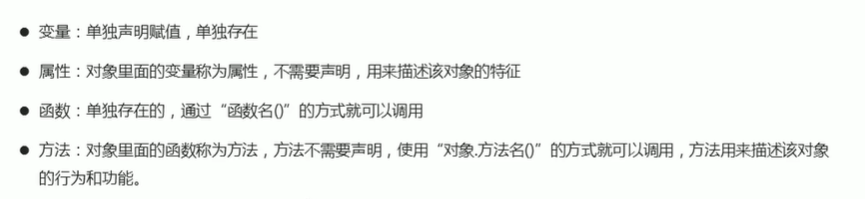 ● 变量：单独声明赋值，单独存在
● 属性：对象里面的变量称为属性，不需要声明，用来描述该对象的特征
● 函数：单独存在的，通过“函数名()”的方式就可以调用
● 方法：对象里面的函数称为方法，方法不需要声明，使用“对象.方法名()”的方式就可以调用，方法用来描述该对象
的行为和功能。